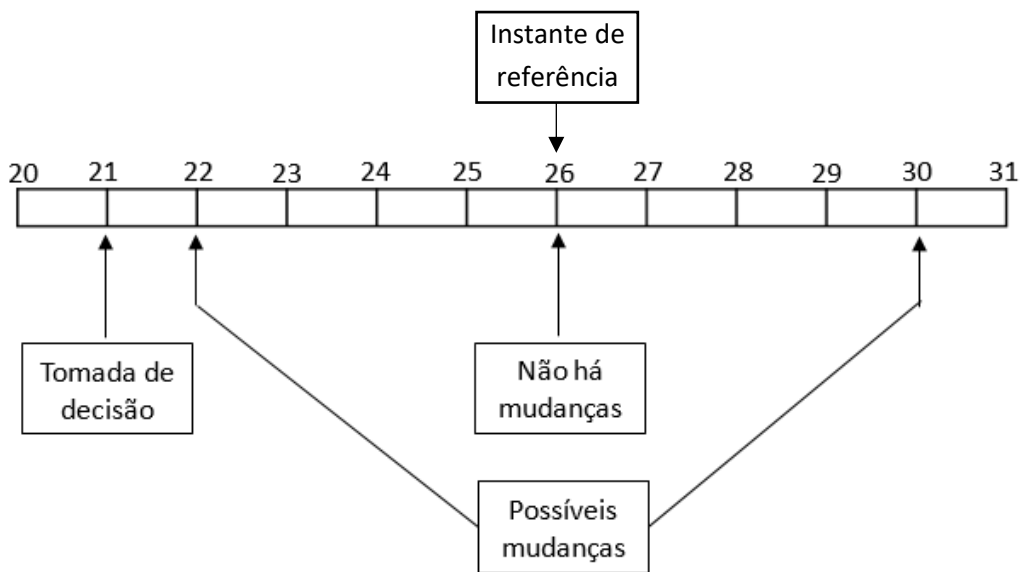 Instante de
referência
20 21 22 23 24 25 26 27 28 29 30 31
Tomada de
decisão
Não há
mudanças
Possíveis
mudanças